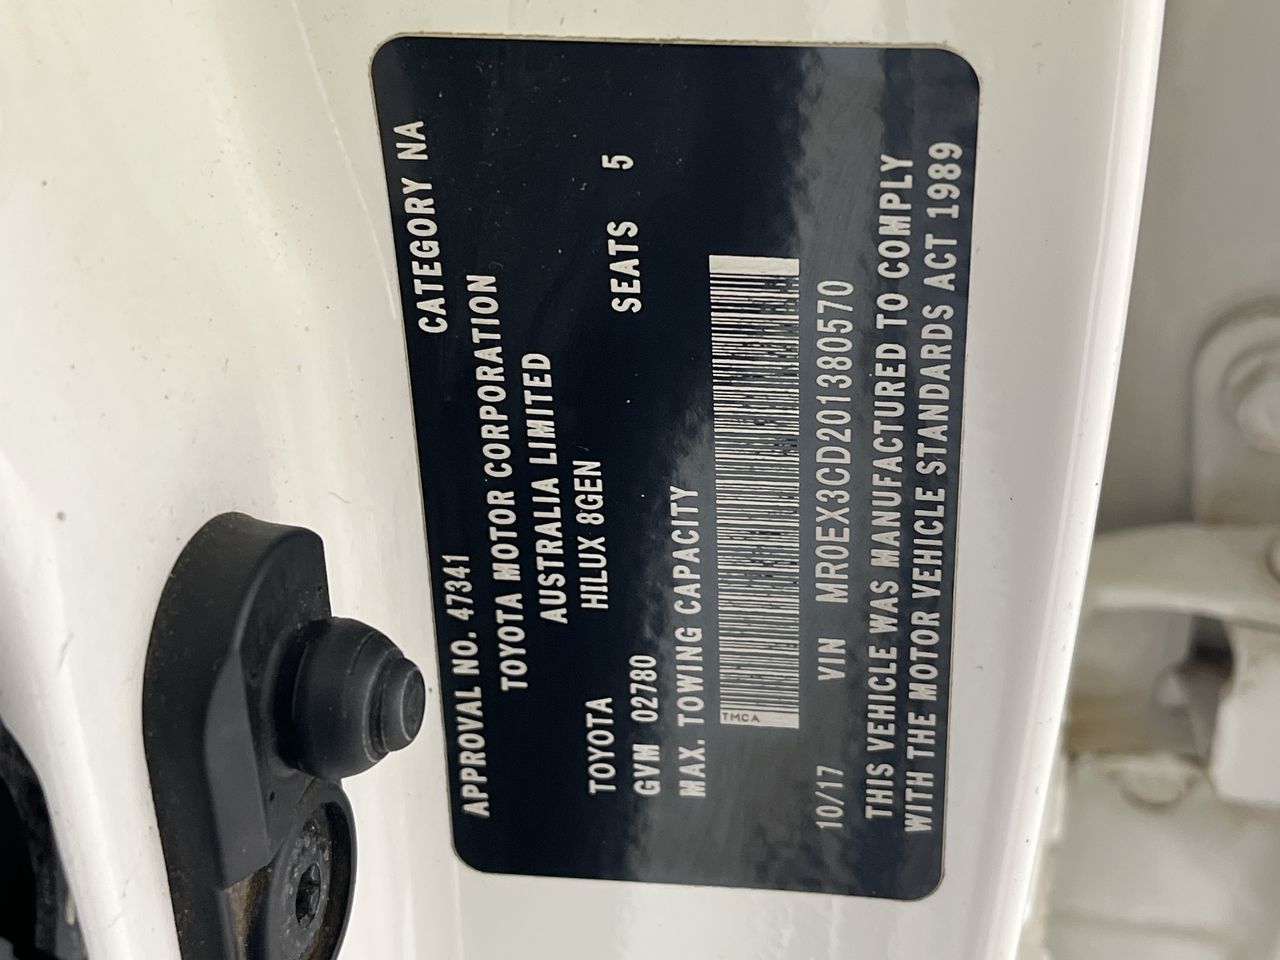 APPROVAL NO. 47341 CATEGORY NA
TOYOTA MOTOR CORPORATION
AUSTRALIA LIMITED
TOYOTA HILUX 8GEN
GVM 02780 SEATS 5
MAX. TOWING CAPACITY
TMCA
10/17 VIN MR0EX3CD201380570
THIS VEHICLE WAS MANUFACTURED TO COMPLY
WITH THE MOTOR VEHICLE STANDARDS ACT 1989